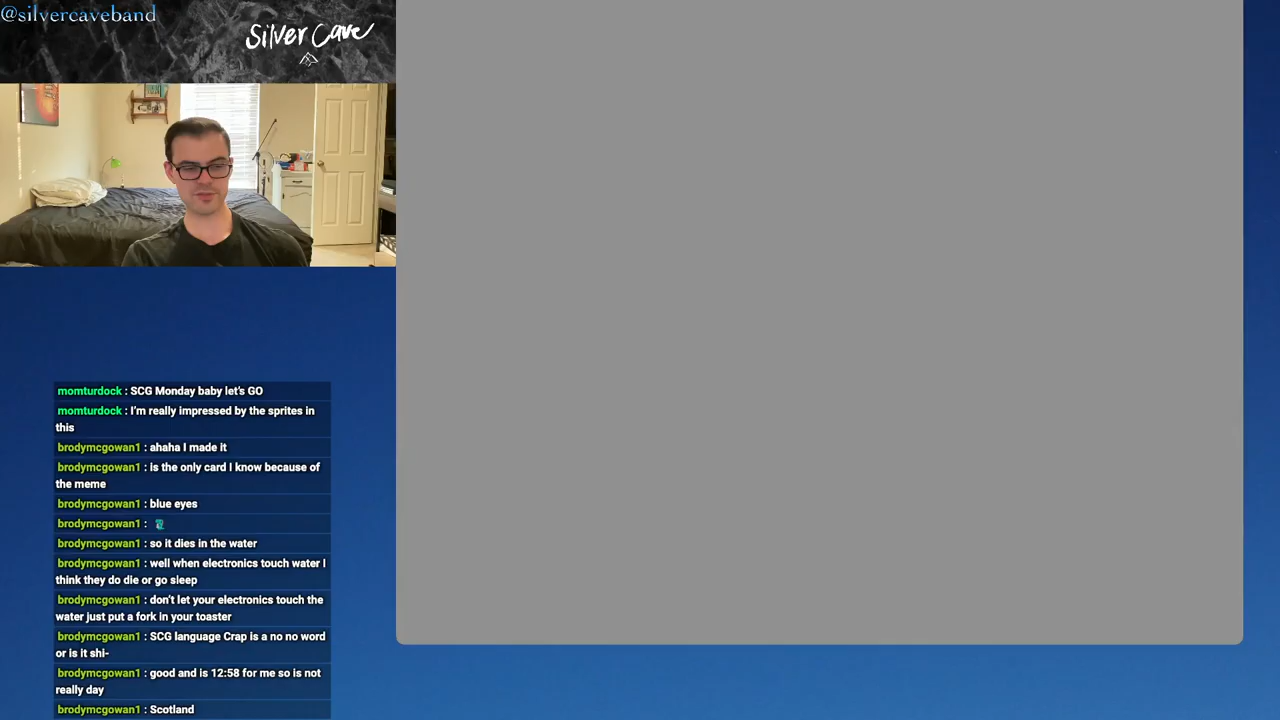 @silvercaveband
Silver Cave
momturdock : SCG Monday baby let's GO
momturdock : I'm really impressed by the sprites in
this
brodymcgowan1 : ahaha I made it
brodymcgowan1 : is the only card I know because of
the meme
brodymcgowan1 : blue eyes
brodymcgowan1 :
brodymcgowan1 : so it dies in the water
brodymcgowan1 : well when electronics touch water I
think they do die or go sleep
brodymcgowan1 : don't let your electronics touch the
water just put a fork in your toaster
brodymcgowan1 : SCG language Crap is a no no word
or is it shi-
brodymcgowan1 : good and is 12:58 for me so is not
really day
brodymcgowan1 : Scotland